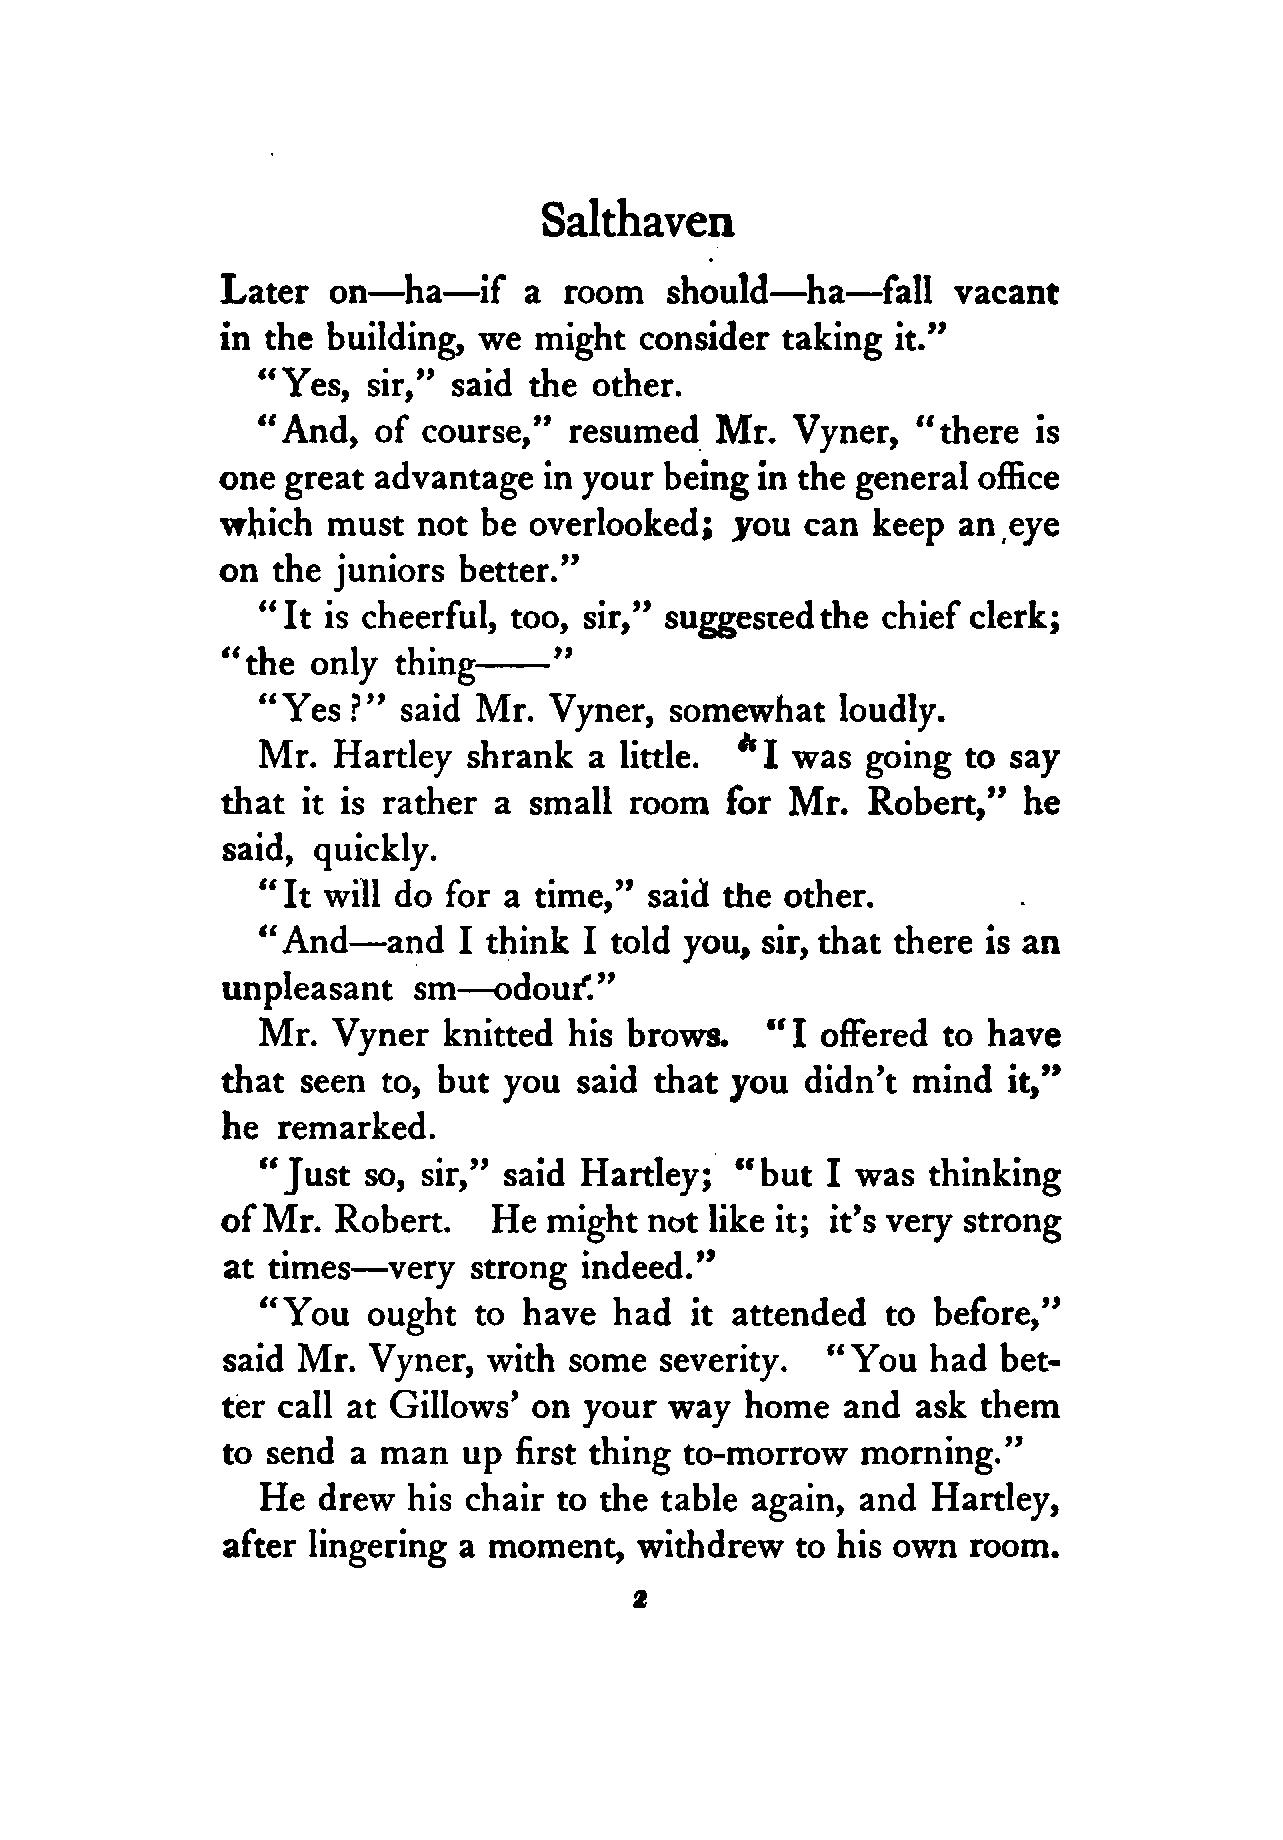 Salthaven
Later on—ha—if a room should—ha—fall vacant
in the building, we might consider taking it."
"Yes, sir," said the other.
"And, of course," resumed Mr. Vyner, "there is
one great advantage in your being in the general office
which must not be overlooked; you can keep an eye
on the juniors better."
"It is cheerful, too, sir," suggested the chief clerk;
"the only thing——"
"Yes?" said Mr. Vyner, somewhat loudly.
Mr. Hartley shrank a little. "I was going to say
that it is rather a small room for Mr. Robert," he
said, quickly.
"It will do for a time," said the other.
"And—and I think I told you, sir, that there is an
unpleasant sm—odour."
Mr. Vyner knitted his brows. "I offered to have
that seen to, but you said that you didn't mind it,"
he remarked.
"Just so, sir," said Hartley; "but I was thinking
of Mr. Robert. He might not like it; it's very strong
at times—very strong indeed."
"You ought to have had it attended to before,"
said Mr. Vyner, with some severity. "You had bet-
ter call at Gillows' on your way home and ask them
to send a man up first thing to-morrow morning."
He drew his chair to the table again, and Hartley,
after lingering a moment, withdrew to his own room.
2